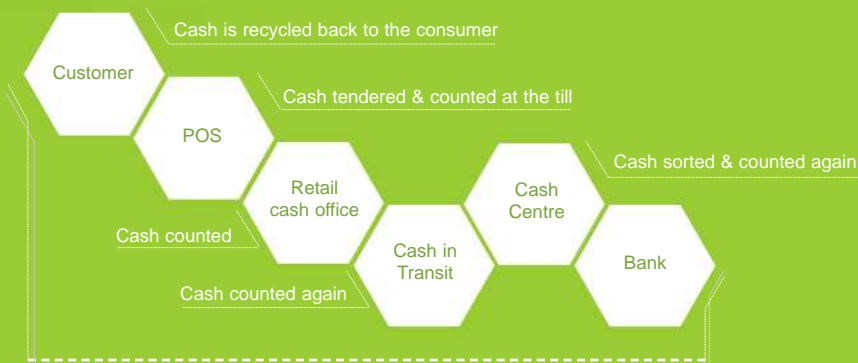 Cash is recycled back to the consumer
Customer
Cash tendered & counted at the till
POS
Cash sorted & counted again
Retail
cash office
Cash
Centre
Cash counted
Cash in
Transit
Bank
Cash counted again